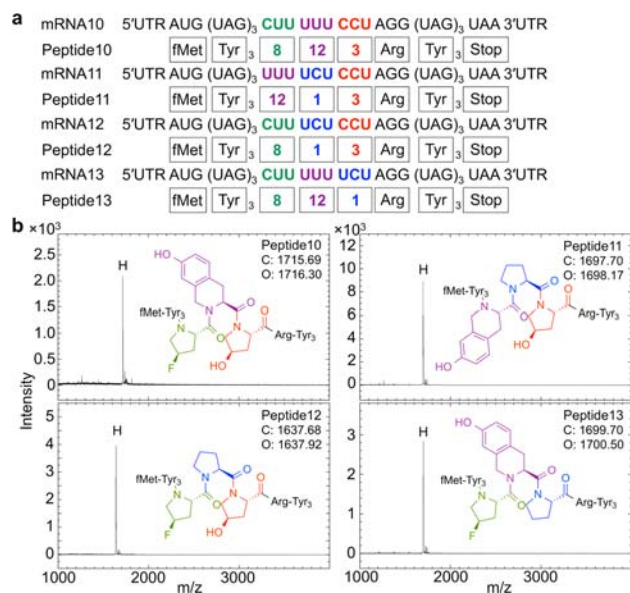 a
mRNA10 5′UTR AUG (UAG)3 CUU UUU CCU AGG (UAG)3 UAA 3′UTR
Peptide10 fMet Tyr 3 8 12 3 Arg Tyr 3 Stop
mRNA11 5′UTR AUG (UAG)3 UUU UCU CCU AGG (UAG)3 UAA 3′UTR
Peptide11 fMet Tyr 3 12 1 3 Arg Tyr 3 Stop
mRNA12 5′UTR AUG (UAG)3 CUU UCU CCU AGG (UAG)3 UAA 3′UTR
Peptide12 fMet Tyr 3 8 1 3 Arg Tyr 3 Stop
mRNA13 5′UTR AUG (UAG)3 CUU UUU UCU AGG (UAG)3 UAA 3′UTR
Peptide13 fMet Tyr 3 8 12 1 Arg Tyr 3 Stop
b
×10³
2.5
2.0
1.5
1.0
0.5
0.0
H
Peptide10
C: 1715.69
O: 1716.30
HO
N
O
fMet-Tyr3
N
O
N
O
Arg-Tyr3
F
HO
×10³
12
10
8
6
4
2
0
H
Peptide11
C: 1697.70
O: 1698.17
fMet-Tyr3
N
N
O
O
N
O
Arg-Tyr3
HO
HO
Intensity
5
4
3
2
1
0
H
Peptide12
C: 1637.68
O: 1637.92
N
O
fMet-Tyr3
N
O
N
O
Arg-Tyr3
F
HO
1000 2000 3000
m/z
3
2
1
0
H
Peptide13
C: 1699.70
O: 1700.50
HO
N
O
fMet-Tyr3
N
O
N
O
Arg-Tyr3
F
1000 2000 3000
m/z